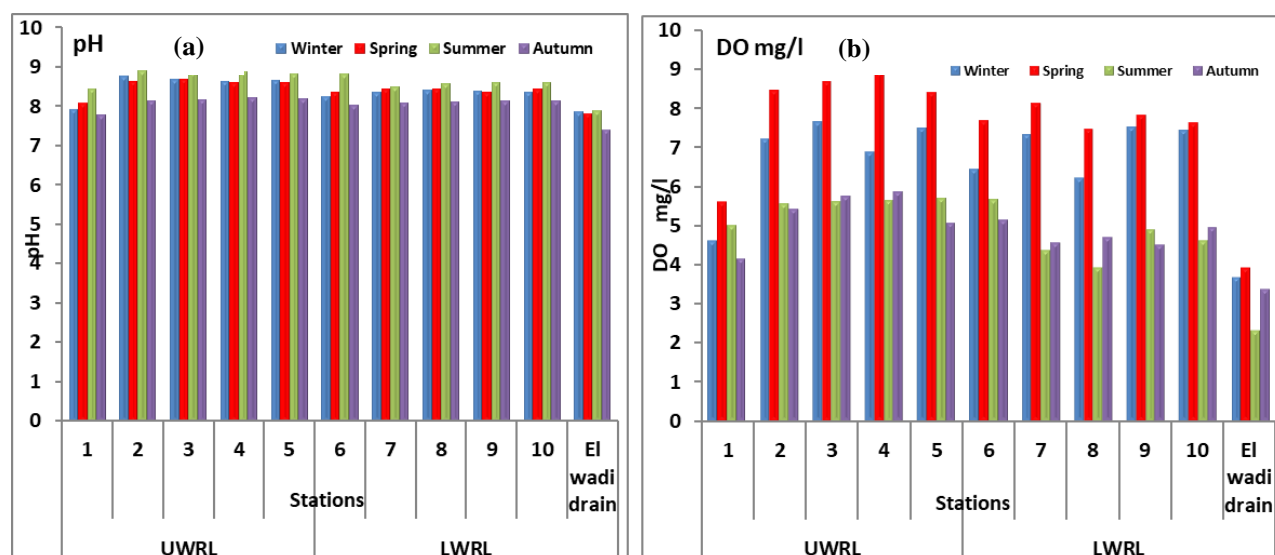 pH
(a)
Winter Spring Summer Autumn
10
9
8
7
6
5
4
3
2
1
0
pH
1 2 3 4 5 6 7 8 9 10 El wadi drain
Stations
UWRL LWRL
DO mg/l
(b)
Winter Spring Summer Autumn
10
9
8
7
6
5
4
3
2
1
0
DO mg/l
1 2 3 4 5 6 7 8 9 10 El wadi drain
Stations
UWRL LWRL